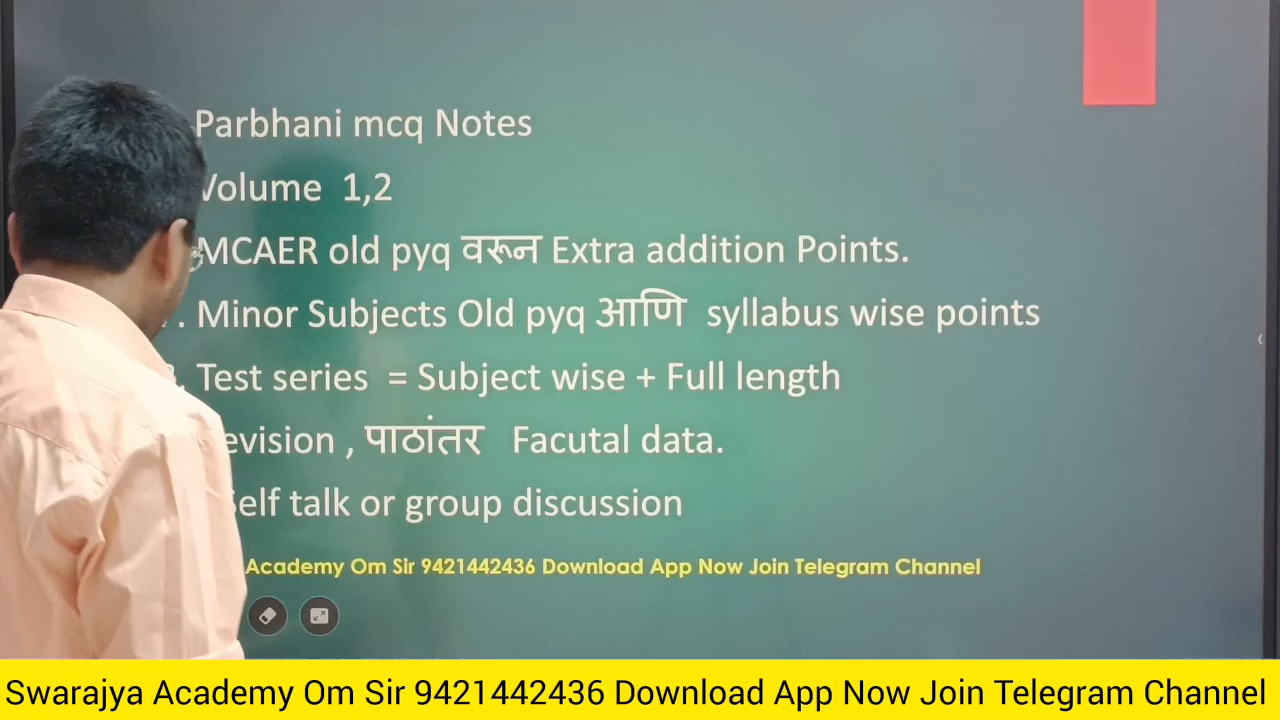 Parbhani mcq Notes
Volume 1,2
MCAER old pyq वरून Extra addition Points.
. Minor Subjects Old pyq आणि syllabus wise points
. Test series = Subject wise + Full length
evision , पाठांतर Facutal data.
Self talk or group discussion
Academy Om Sir 9421442436 Download App Now Join Telegram Channel
Swarajya Academy Om Sir 9421442436 Download App Now Join Telegram Channel